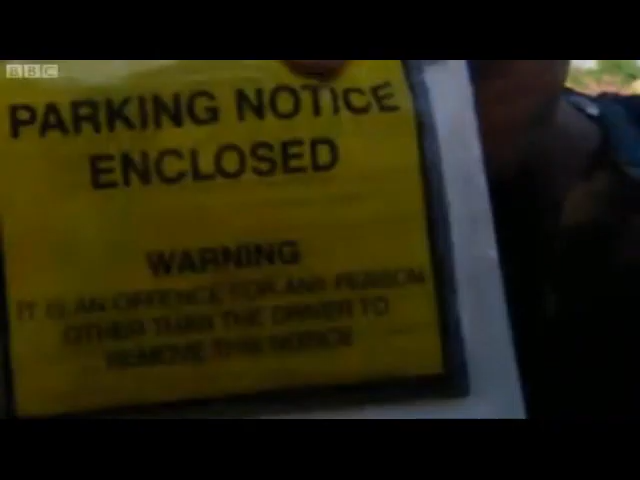 BBC
PARKING NOTICE
ENCLOSED
WARNING
IT IS AN OFFENCE FOR ANY PERSON
OTHER THAN THE DRIVER TO
REMOVE THIS NOTICE